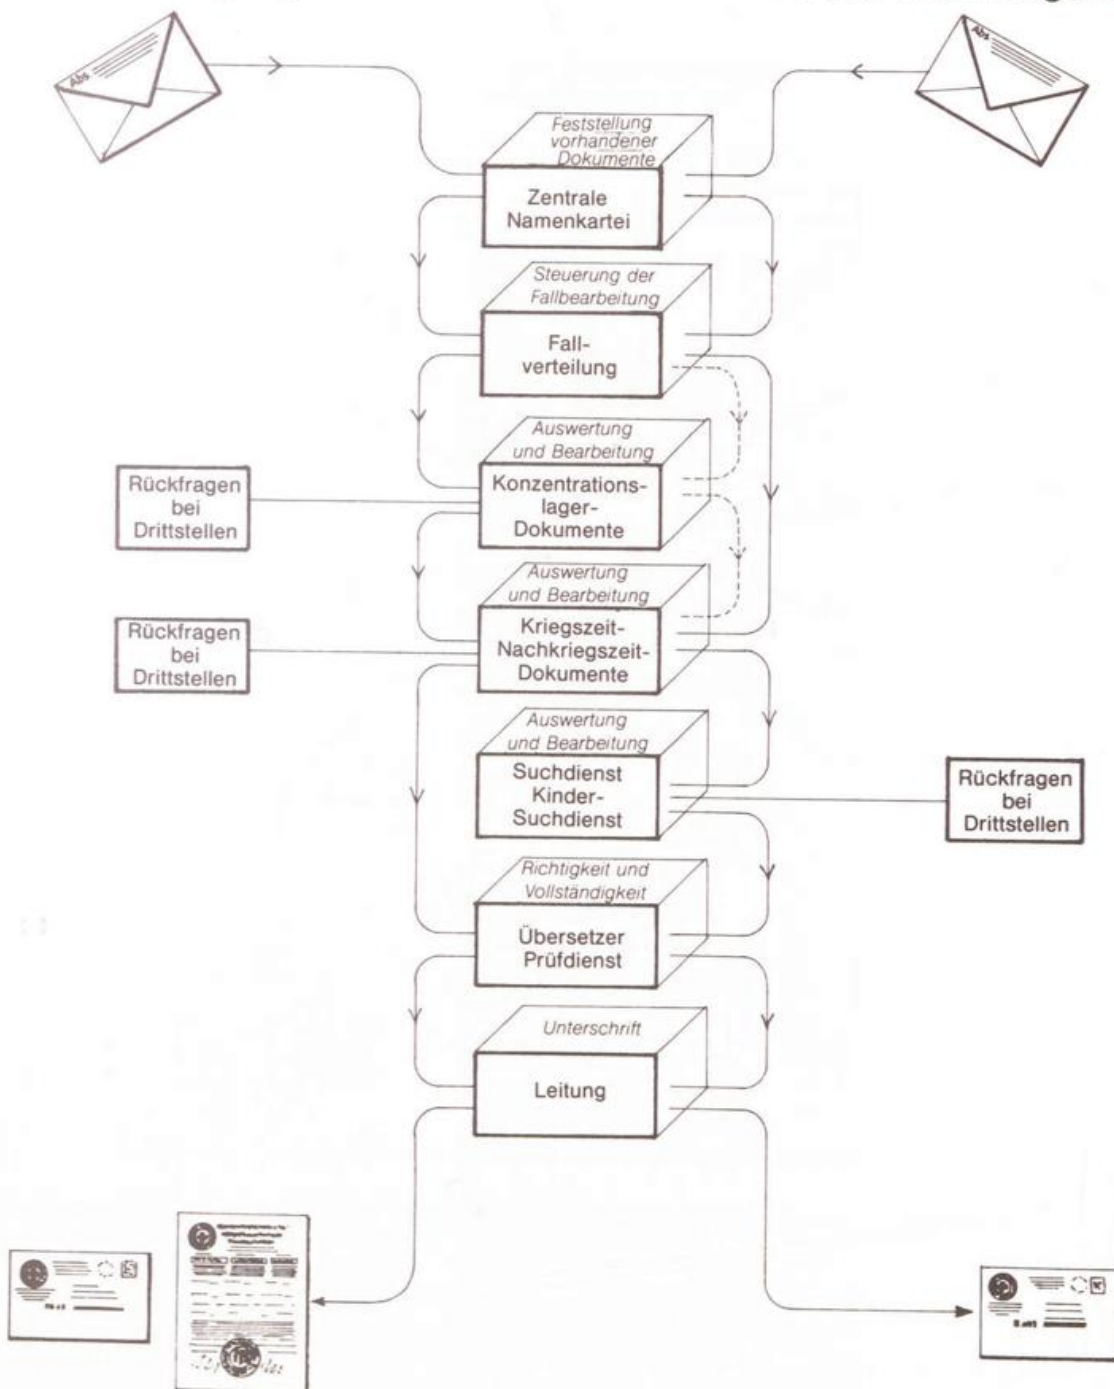 Abs
Abs
Feststellung
vorhandener
Dokumente
Zentrale
Namenkartei
Steuerung der
Fallbearbeitung
Fall-
verteilung
Auswertung
und Bearbeitung
Konzentrations-
lager-
Dokumente
Rückfragen
bei
Drittstellen
Auswertung
und Bearbeitung
Kriegszeit-
Nachkriegszeit-
Dokumente
Rückfragen
bei
Drittstellen
Auswertung
und Bearbeitung
Suchdienst
Kinder-
Suchdienst
Rückfragen
bei
Drittstellen
Richtigkeit und
Vollständigkeit
Übersetzer
Prüfdienst
Unterschrift
Leitung